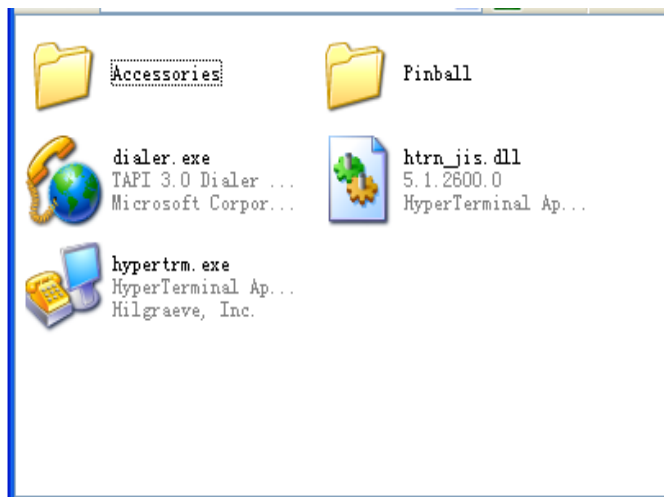 Accessories
Pinball
dialer.exe
TAPI 3.0 Dialer ...
Microsoft Corpor...
htrn_jis.dll
5.1.2600.0
HyperTerminal Ap...
hypertrm.exe
HyperTerminal Ap...
Hilgraeve, Inc.